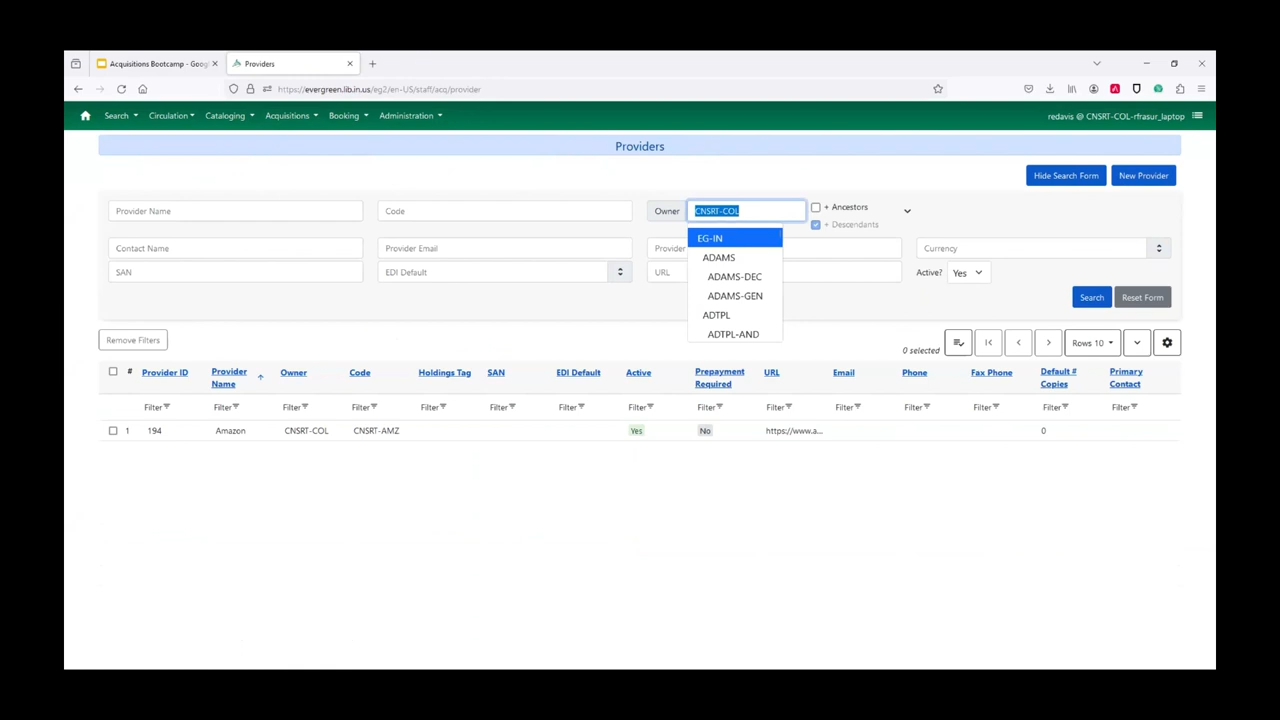 Acquisitions Bootcamp - Goog
Providers
https://evergreen.lib.in.us/eg2/en-US/staff/acq/provider
Search Circulation Cataloging Acquisitions Booking Administration redavis @ CNSRT-COL-rfrasur_laptop
Providers
Hide Search Form New Provider
Provider Name Code Owner CNSRT-COL + Ancestors
+ Descendants
EG-IN
Contact Name Provider Email Provider Currency
ADAMS
SAN EDI Default URL Active? Yes
ADAMS-DEC
ADAMS-GEN
Search Reset Form
ADTPL
ADTPL-AND
Remove Filters 0 selected Rows 10
# Provider ID Provider Name Owner Code Holdings Tag SAN EDI Default Active Prepayment Required URL Email Phone Fax Phone Default # Copies Primary Contact
Filter Filter Filter Filter Filter Filter Filter Filter Filter Filter Filter Filter Filter Filter Filter
1 194 Amazon CNSRT-COL CNSRT-AMZ Yes No https://www.a... 0